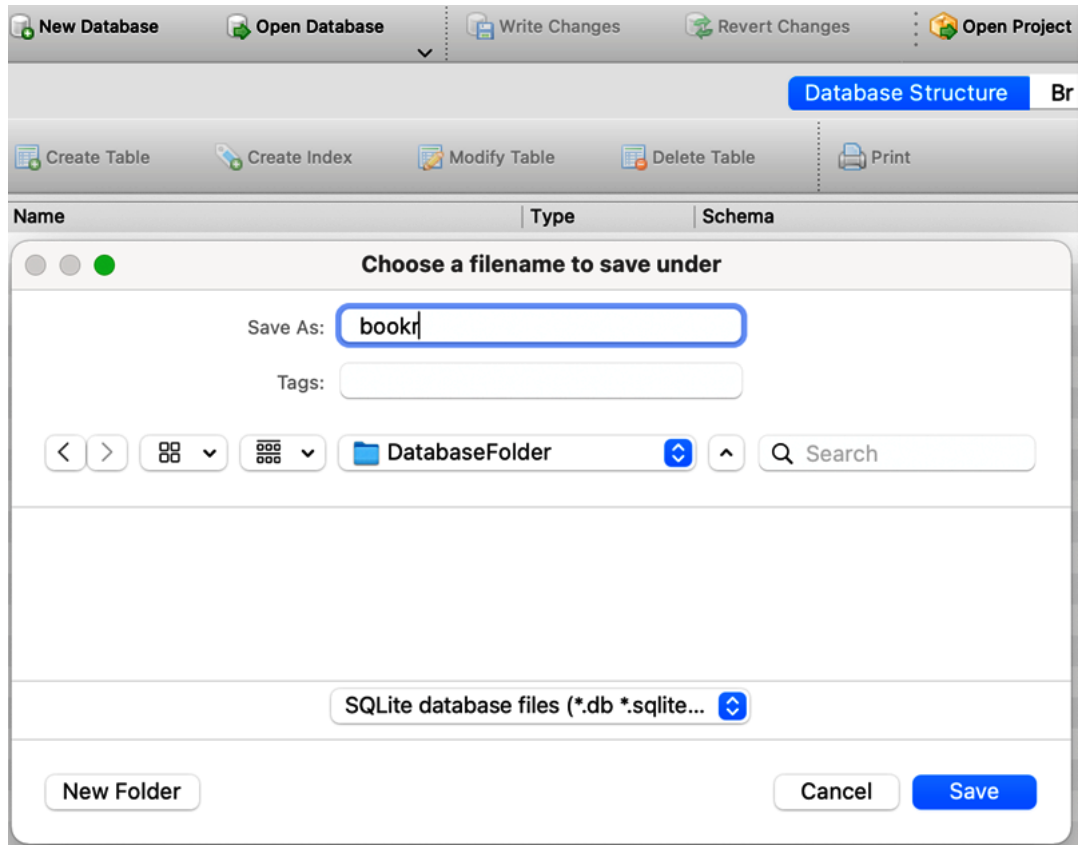 New Database Open Database Write Changes Revert Changes Open Project
Database Structure Br
Create Table Create Index Modify Table Delete Table Print
Name Type Schema
Choose a filename to save under
Save As: bookr
Tags:
DatabaseFolder Search
SQLite database files (*.db *.sqlite...
New Folder Cancel Save